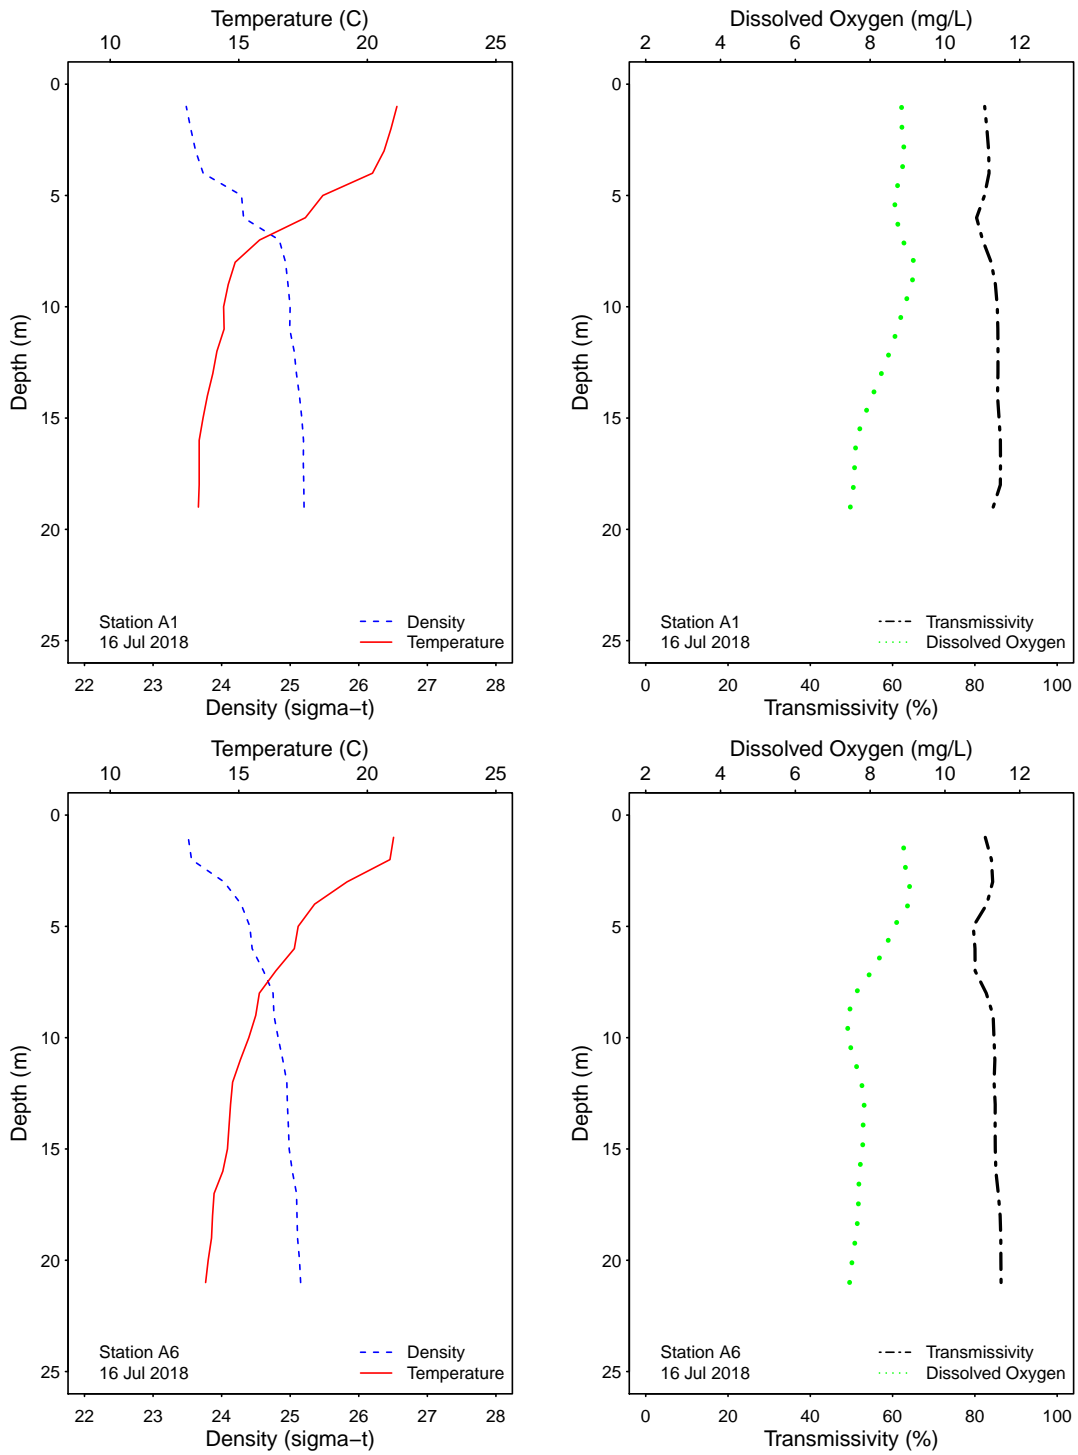 Temperature (C)
10 15 20 25
0
5
10
15
20
25
Depth (m)
Station A1
16 Jul 2018
Density
Temperature
22 23 24 25 26 27 28
Density (sigma−t)
Dissolved Oxygen (mg/L)
2 4 6 8 10 12
0
5
10
15
20
25
Depth (m)
Station A1
16 Jul 2018
Transmissivity
Dissolved Oxygen
0 20 40 60 80 100
Transmissivity (%)
Temperature (C)
10 15 20 25
0
5
10
15
20
25
Depth (m)
Station A6
16 Jul 2018
Density
Temperature
22 23 24 25 26 27 28
Density (sigma−t)
Dissolved Oxygen (mg/L)
2 4 6 8 10 12
0
5
10
15
20
25
Depth (m)
Station A6
16 Jul 2018
Transmissivity
Dissolved Oxygen
0 20 40 60 80 100
Transmissivity (%)